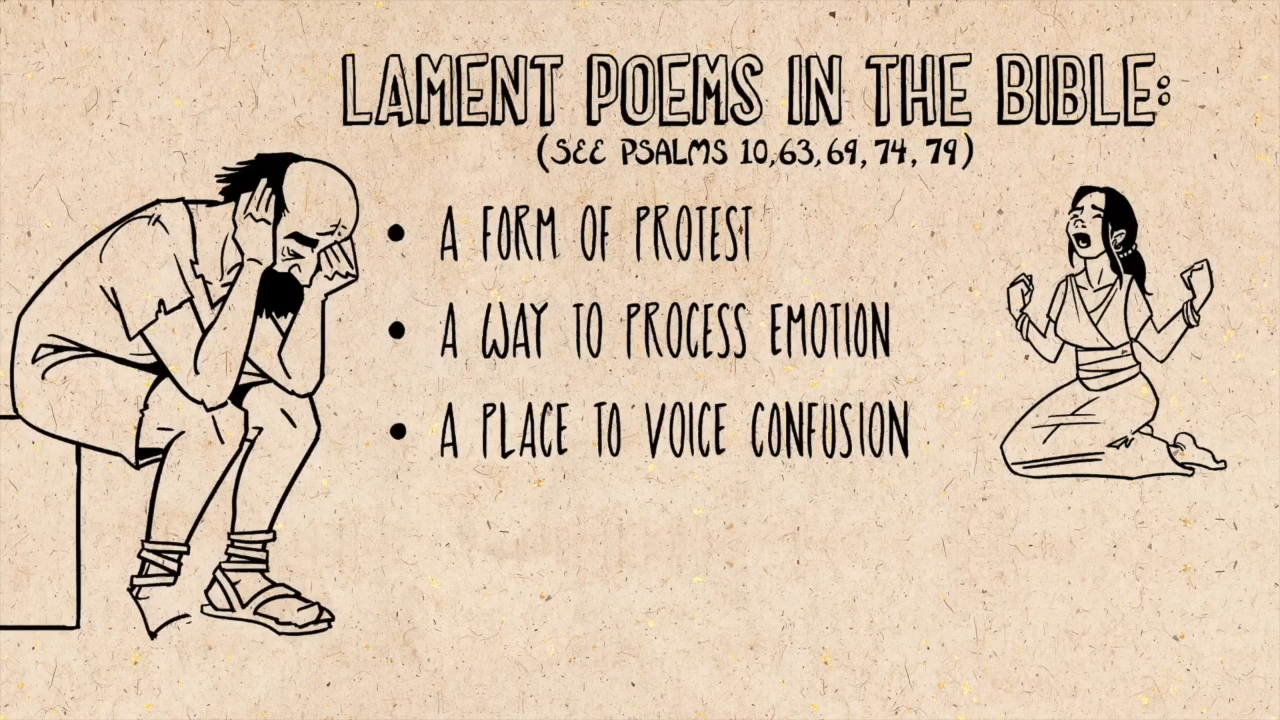 LAMENT POEMS IN THE BIBLE:
(SEE PSALMS 10,63,69,74,79)
• A FORM OF PROTEST
• A WAY TO PROCESS EMOTION
• A PLACE TO VOICE CONFUSION